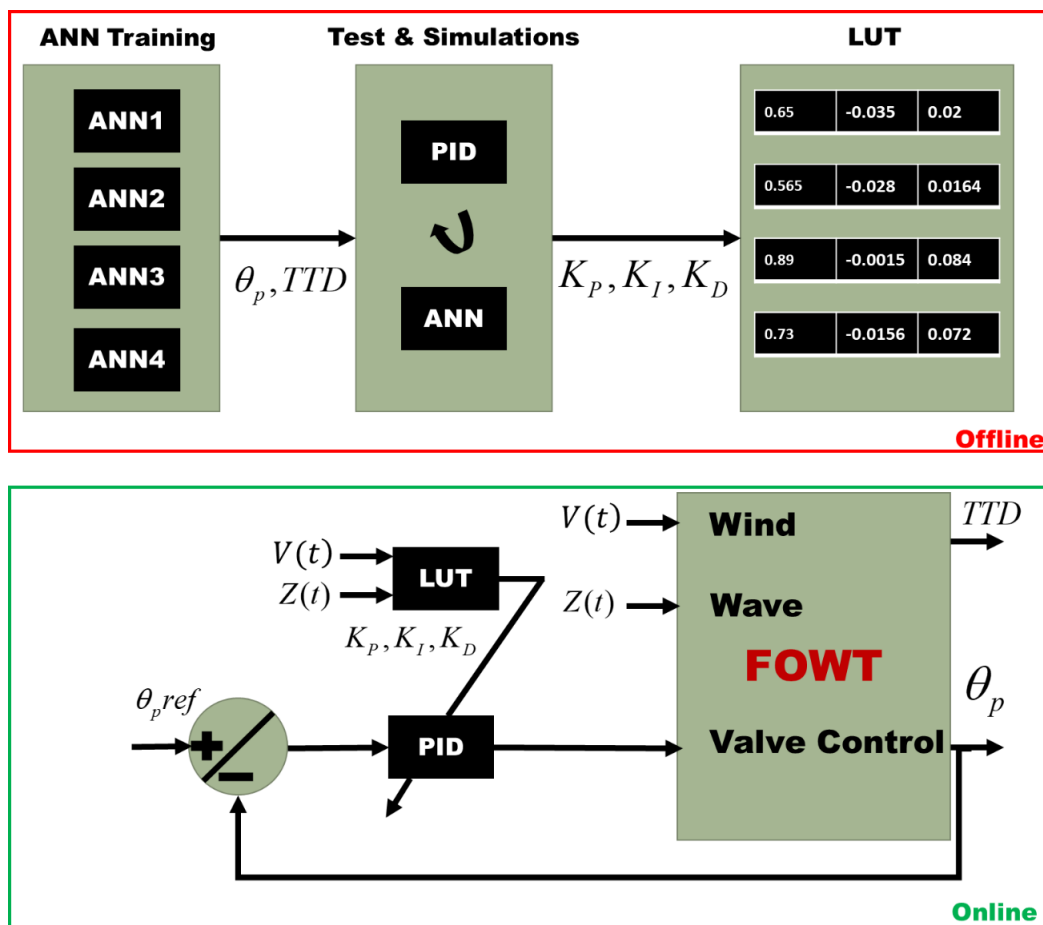 ANN Training
Test & Simulations
LUT
ANN1
ANN2
ANN3
ANN4
θp, TTD
PID
ANN
KP, KI, KD
0.65 -0.035 0.02
0.565 -0.028 0.0164
0.89 -0.0015 0.084
0.73 -0.0156 0.072
Offline
V(t)
Z(t)
LUT
KP, KI, KD
θp ref
+
−
PID
V(t)
Z(t)
Wind
Wave
FOWT
Valve Control
TTD
θp
Online